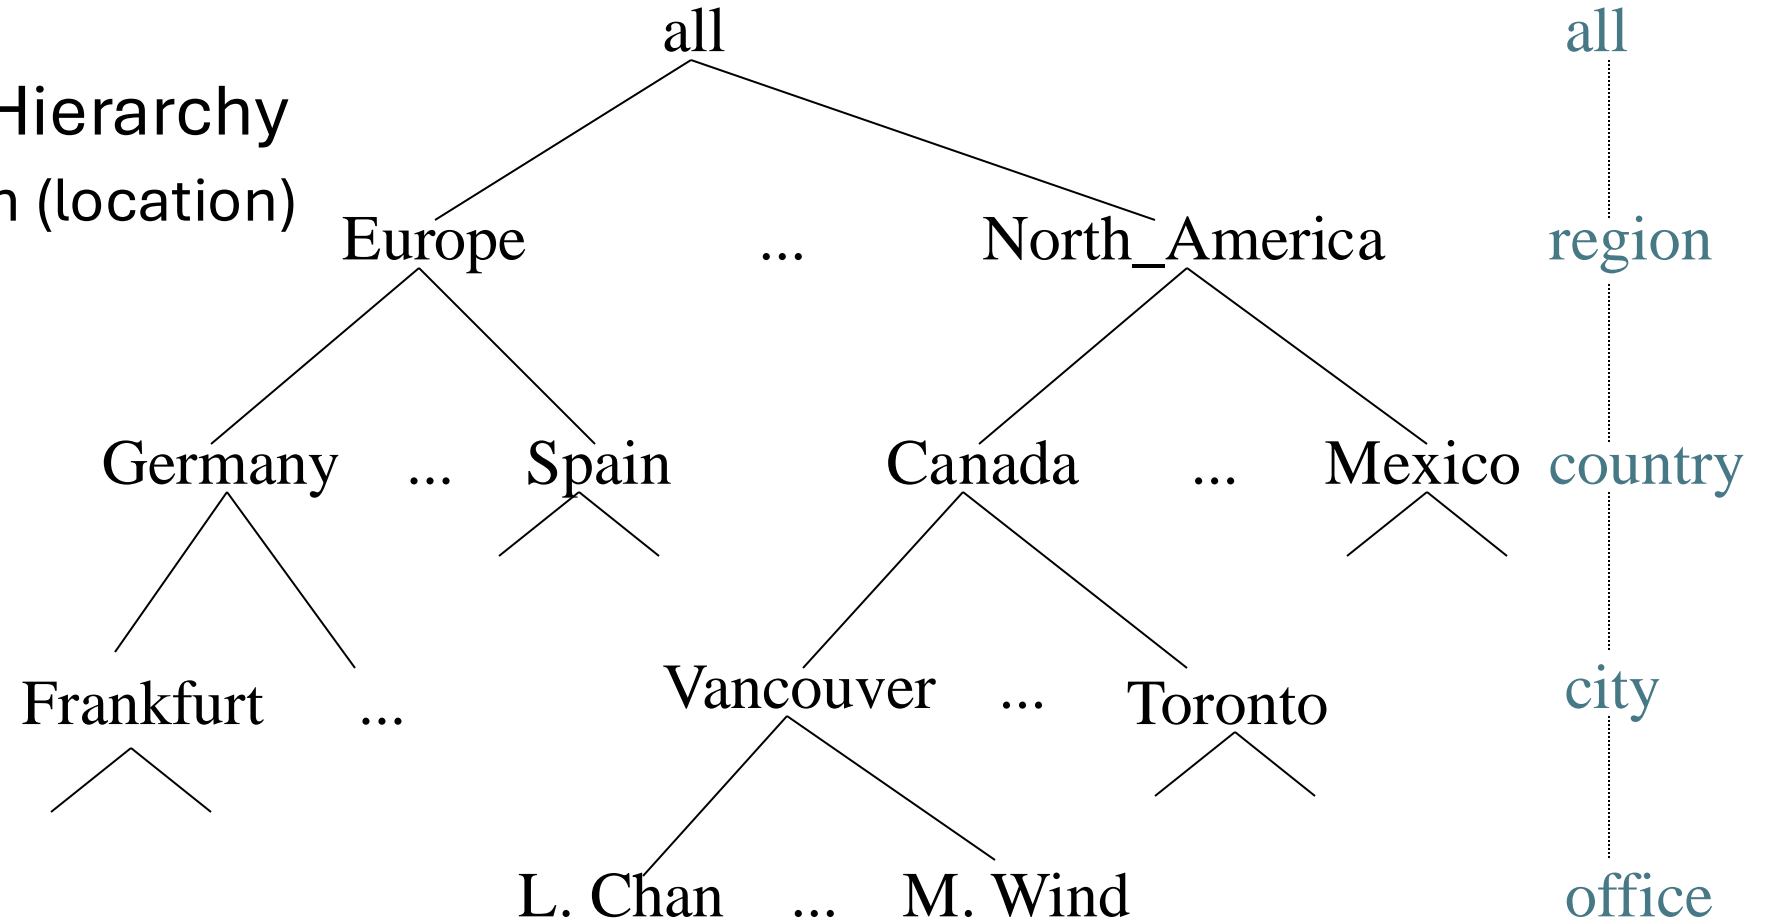 all all
Hierarchy
(location)
Europe ... North_America region
Germany ... Spain Canada ... Mexico country
Frankfurt ... Vancouver ... Toronto city
L. Chan ... M. Wind office